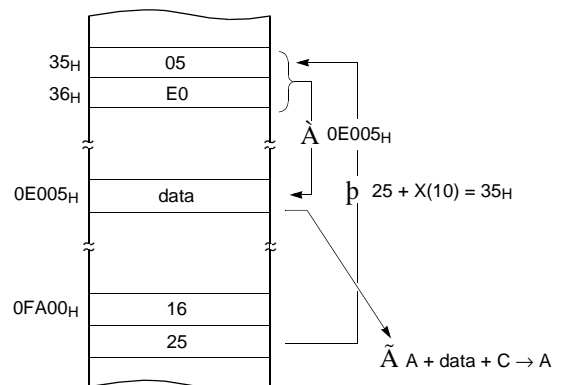 35H 05
36H E0
À 0E005H
0E005H data
þ 25 + X(10) = 35H
0FA00H 16
25
Ã A + data + C → A